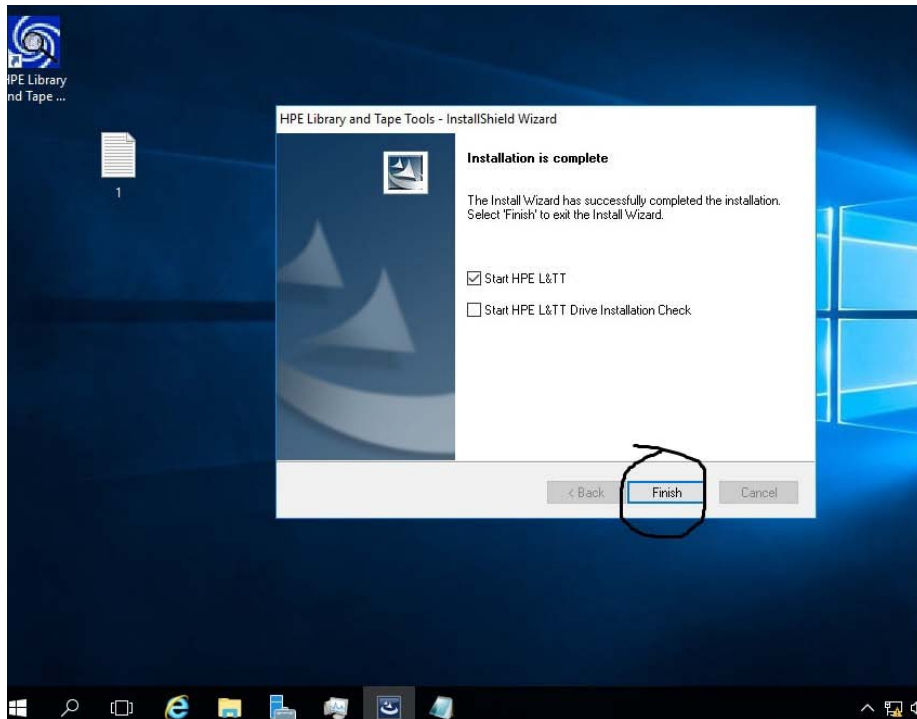 HPE Library
and Tape ...
1
HPE Library and Tape Tools - InstallShield Wizard
Installation is complete
The Install Wizard has successfully completed the installation.
Select 'Finish' to exit the Install Wizard.
Start HPE L&TT
Start HPE L&TT Drive Installation Check
< Back
Finish
Cancel